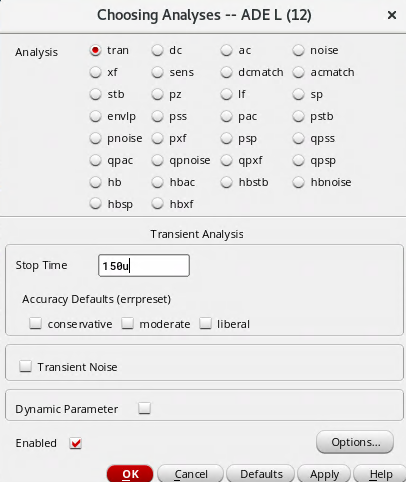 Choosing Analyses -- ADE L (12)
Analysis tran dc ac noise
xf sens dcmatch acmatch
stb pz lf sp
envlp pss pac pstb
pnoise pxf psp qpss
qpac qpnoise qpxf qpsp
hb hbac hbstb hbnoise
hbsp hbxf
Transient Analysis
Stop Time 150u
Accuracy Defaults (errpreset)
conservative moderate liberal
Transient Noise
Dynamic Parameter
Enabled Options...
OK Cancel Defaults Apply Help